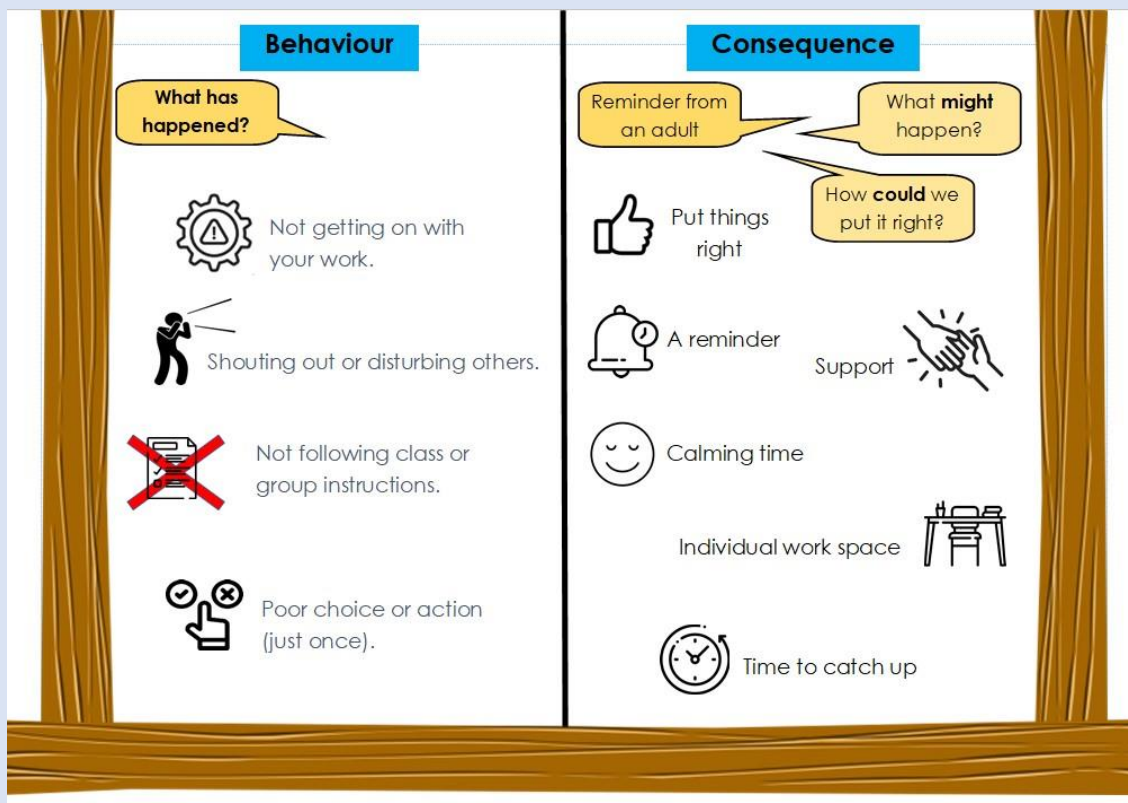 Behaviour
What has
happened?
Not getting on with
your work.
Shouting out or disturbing others.
Not following class or
group instructions.
Poor choice or action
(just once).
Consequence
Reminder from
an adult
What might
happen?
How could we
put it right?
Put things
right
A reminder
Support
Calming time
Individual work space
Time to catch up